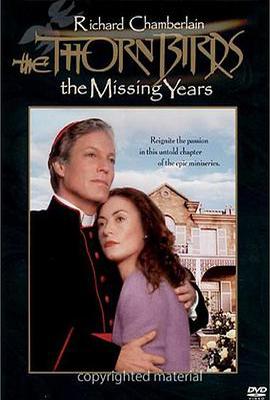 Richard Chamberlain
the THORN BIRDS
the Missing Years
Reignite the passion
in this untold chapter
of the epic miniseries.
copyrighted material
DVD
VIDEO